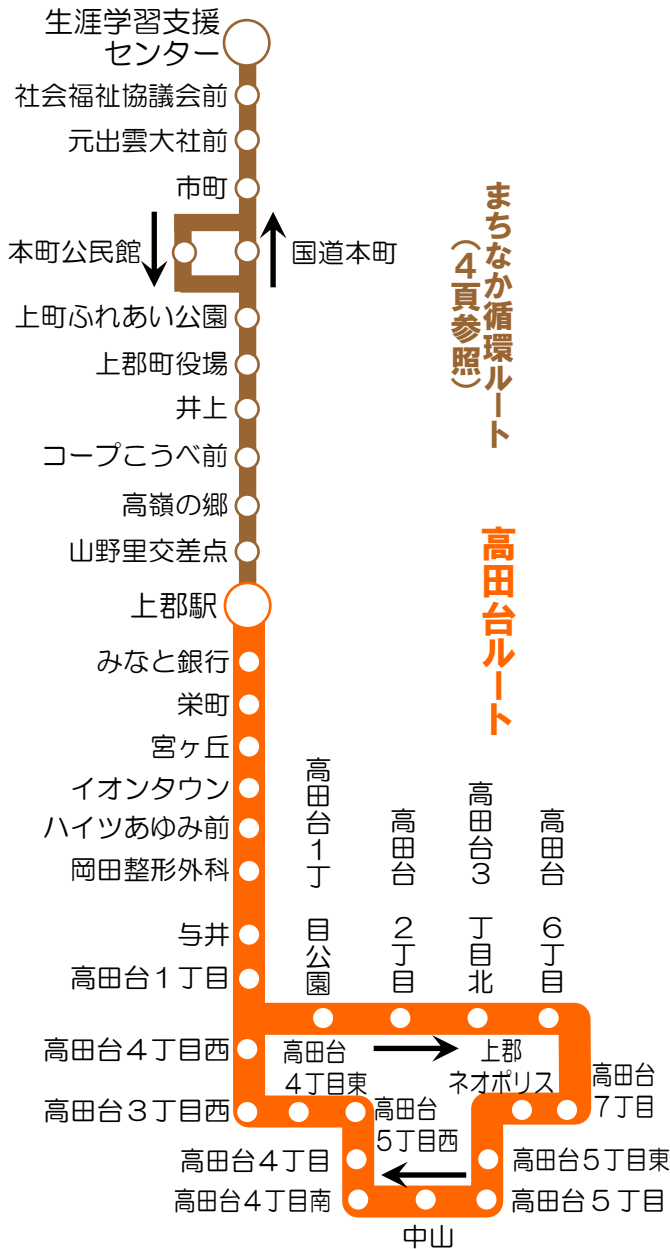 生涯学習支援
センター
社会福祉協議会前
元出雲大社前
市町
本町公民館
国道本町
上町ふれあい公園
上郡町役場
井上
コープこうべ前
高嶺の郷
山野里交差点
上郡駅
まちなか循環ルート
（４頁参照）
高田台ルート
みなと銀行
栄町
宮ヶ丘
イオンタウン
ハイツあゆみ前
岡田整形外科
与井
高田台１丁目
高田台１丁目公園
高田台２丁目
高田台３丁目北
高田台６丁目
高田台４丁目西
高田台
４丁目東
上郡
ネオポリス
高田台
７丁目
高田台３丁目西
高田台
５丁目西
高田台４丁目
高田台５丁目東
高田台４丁目南
高田台５丁目
中山